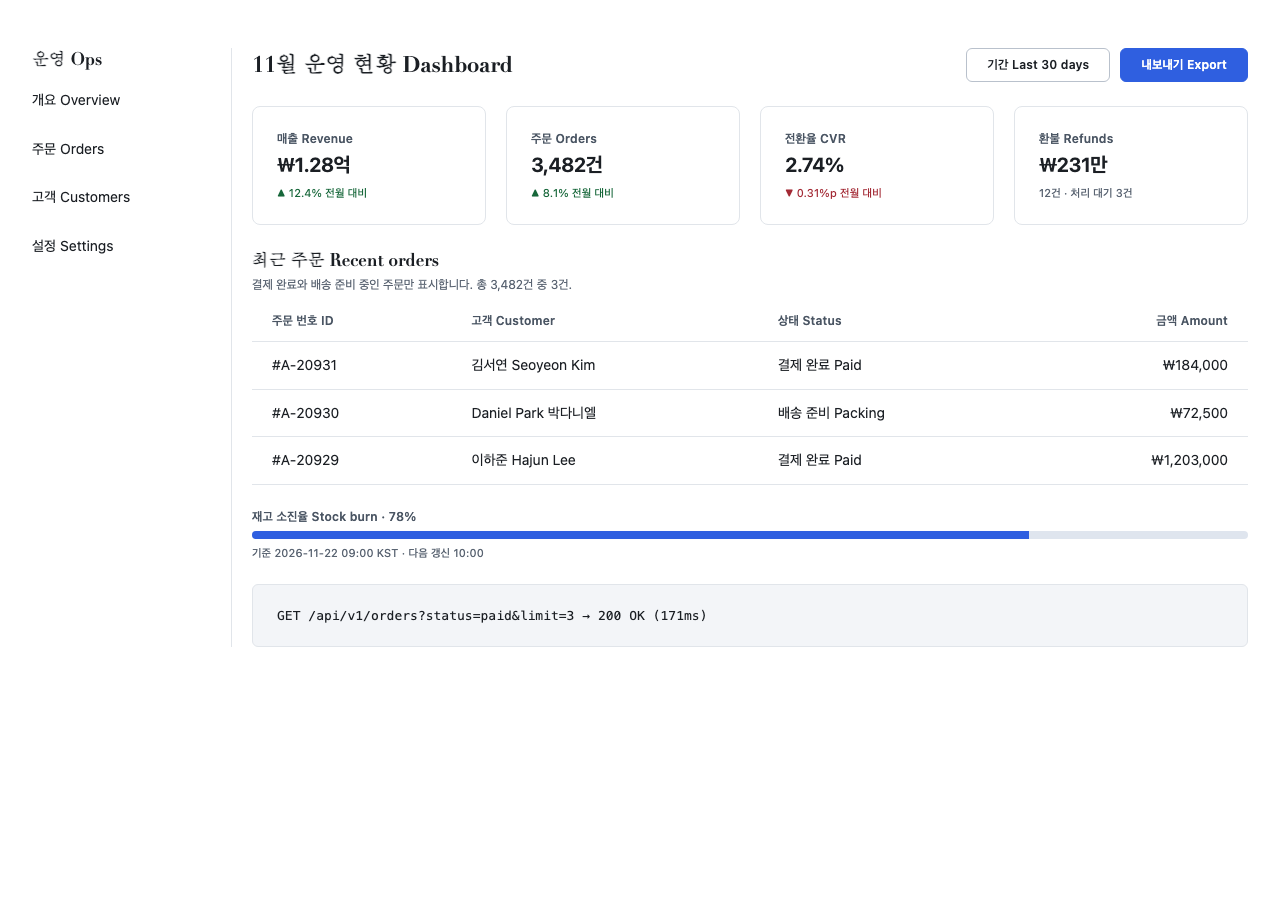 운영 Ops
개요 Overview
주문 Orders
고객 Customers
설정 Settings
11월 운영 현황 Dashboard
기간 Last 30 days
내보내기 Export
매출 Revenue
₩1.28억
▲ 12.4% 전월 대비
주문 Orders
3,482건
▲ 8.1% 전월 대비
전환율 CVR
2.74%
▼ 0.31%p 전월 대비
환불 Refunds
₩231만
12건 · 처리 대기 3건
최근 주문 Recent orders
결제 완료와 배송 준비 중인 주문만 표시합니다. 총 3,482건 중 3건.
주문 번호 ID 고객 Customer 상태 Status 금액 Amount
#A-20931 김서연 Seoyeon Kim 결제 완료 Paid ₩184,000
#A-20930 Daniel Park 박다니엘 배송 준비 Packing ₩72,500
#A-20929 이하준 Hajun Lee 결제 완료 Paid ₩1,203,000
재고 소진율 Stock burn · 78%
기준 2026-11-22 09:00 KST · 다음 갱신 10:00
GET /api/v1/orders?status=paid&limit=3 → 200 OK (171ms)